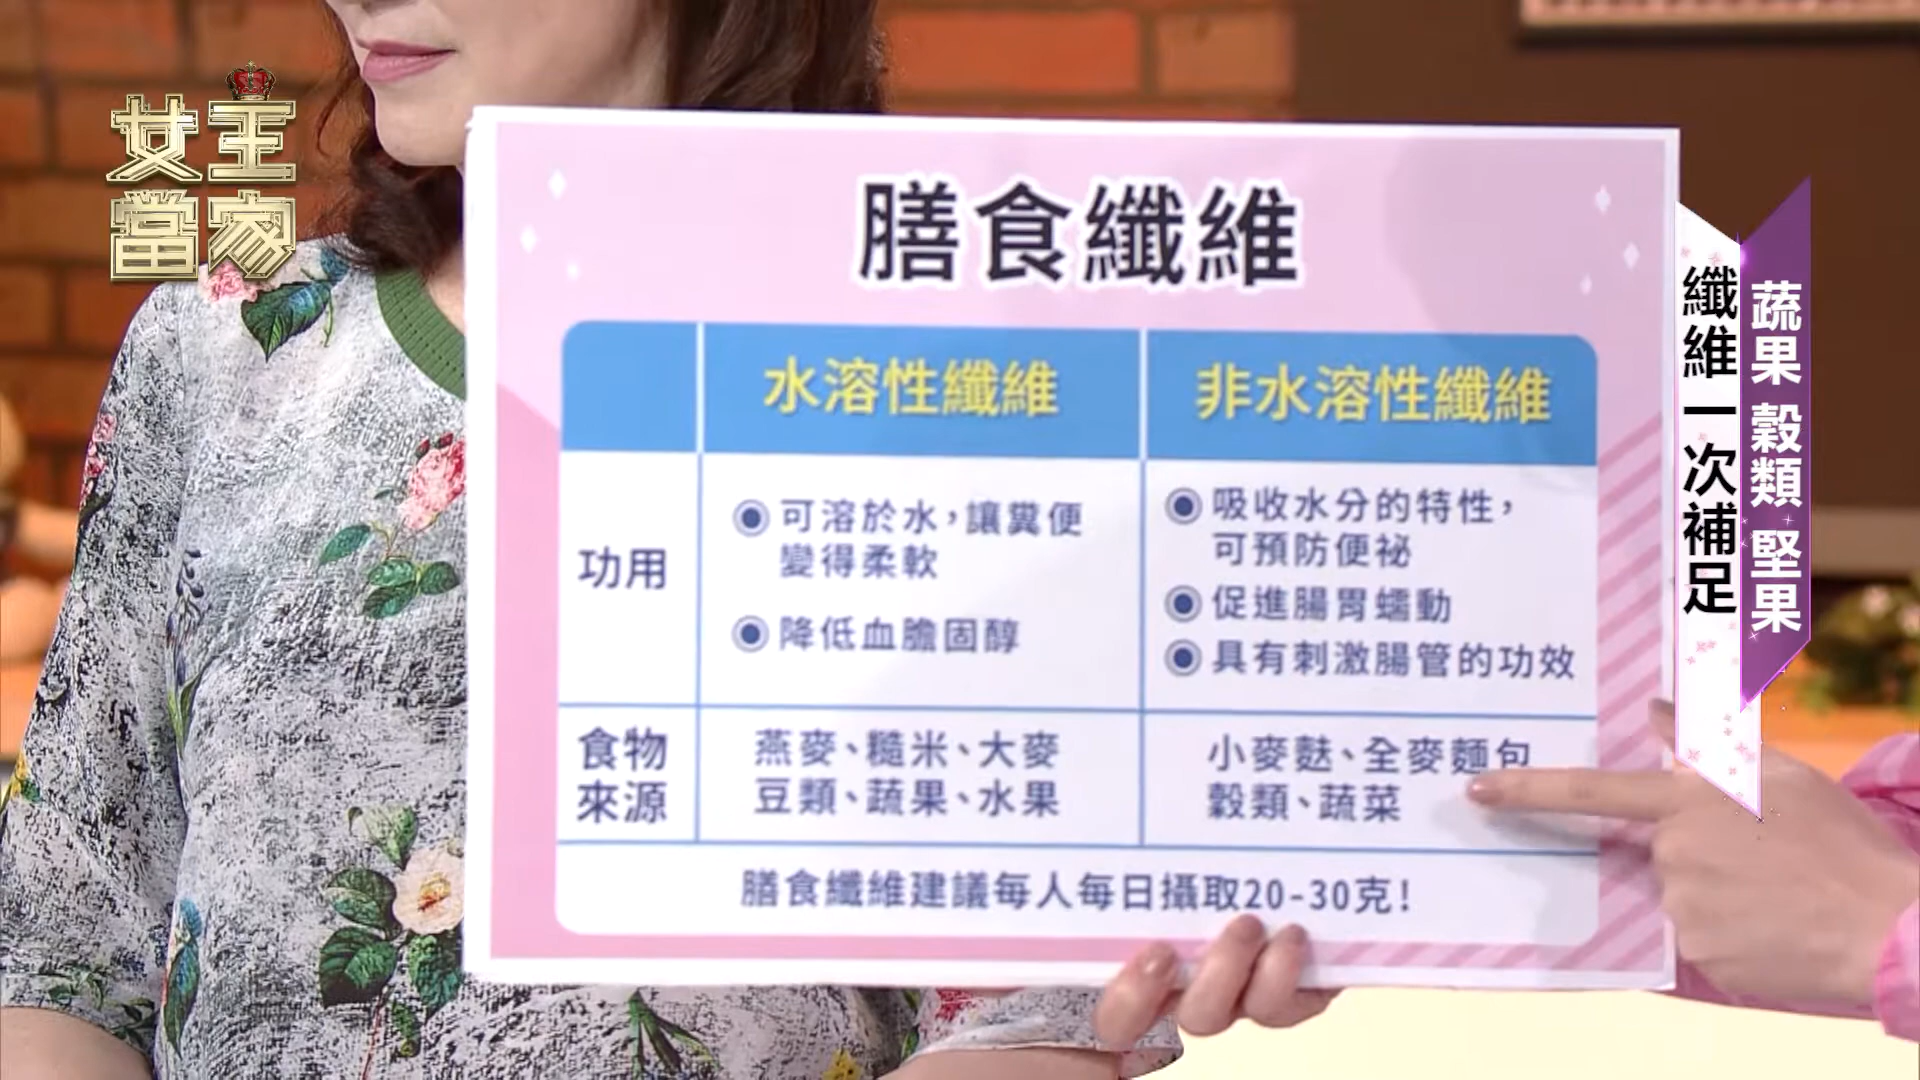 女王
當家
膳食纖維
水溶性纖維
非水溶性纖維
功用
◉可溶於水，讓糞便
變得柔軟
◉降低血膽固醇
◉吸收水分的特性，
可預防便祕
◉促進腸胃蠕動
◉具有刺激腸管的功效
食物
來源
燕麥、糙米、大麥
豆類、蔬果、水果
小麥麩、全麥麵包
穀類、蔬菜
膳食纖維建議每人每日攝取20-30克！
蔬果 穀類 堅果
纖維一次補足